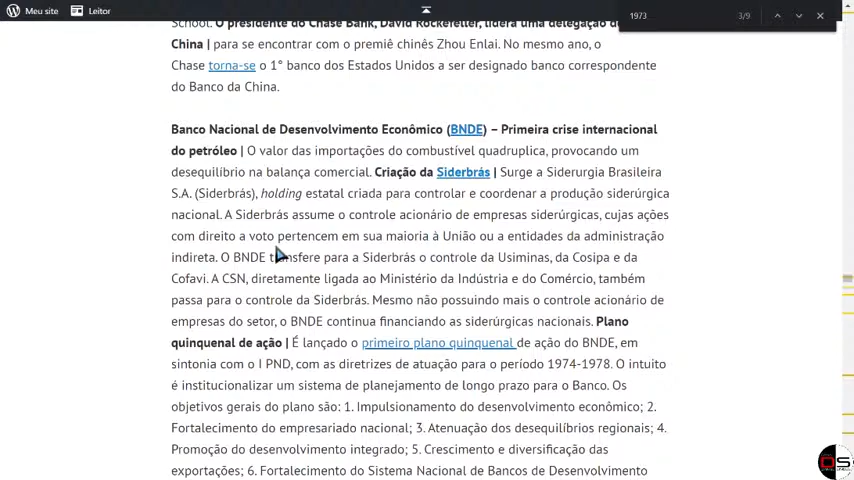 Meu site
Leitor
1973
3/9
School. O presidente do Chase Bank, David Rockefeller, lidera uma delegação
China | para se encontrar com o premiê chinês Zhou Enlai. No mesmo ano, o
Chase torna-se o 1° banco dos Estados Unidos a ser designado banco correspondente
do Banco da China.
Banco Nacional de Desenvolvimento Econômico (BNDE) – Primeira crise internacional
do petróleo | O valor das importações do combustível quadruplica, provocando um
desequilíbrio na balança comercial. Criação da Siderbrás | Surge a Siderurgia Brasileira
S.A. (Siderbrás), holding estatal criada para controlar e coordenar a produção siderúrgica
nacional. A Siderbrás assume o controle acionário de empresas siderúrgicas, cujas ações
com direito a voto pertencem em sua maioria à União ou a entidades da administração
indireta. O BNDE transfere para a Siderbrás o controle da Usiminas, da Cosipa e da
Cofavi. A CSN, diretamente ligada ao Ministério da Indústria e do Comércio, também
passa para o controle da Siderbrás. Mesmo não possuindo mais o controle acionário de
empresas do setor, o BNDE continua financiando as siderúrgicas nacionais. Plano
quinquenal de ação | É lançado o primeiro plano quinquenal de ação do BNDE, em
sintonia com o I PND, com as diretrizes de atuação para o período 1974-1978. O intuito
é institucionalizar um sistema de planejamento de longo prazo para o Banco. Os
objetivos gerais do plano são: 1. Impulsionamento do desenvolvimento econômico; 2.
Fortalecimento do empresariado nacional; 3. Atenuação dos desequilíbrios regionais; 4.
Promoção do desenvolvimento integrado; 5. Crescimento e diversificação das
exportações; 6. Fortalecimento do Sistema Nacional de Bancos de Desenvolvimento